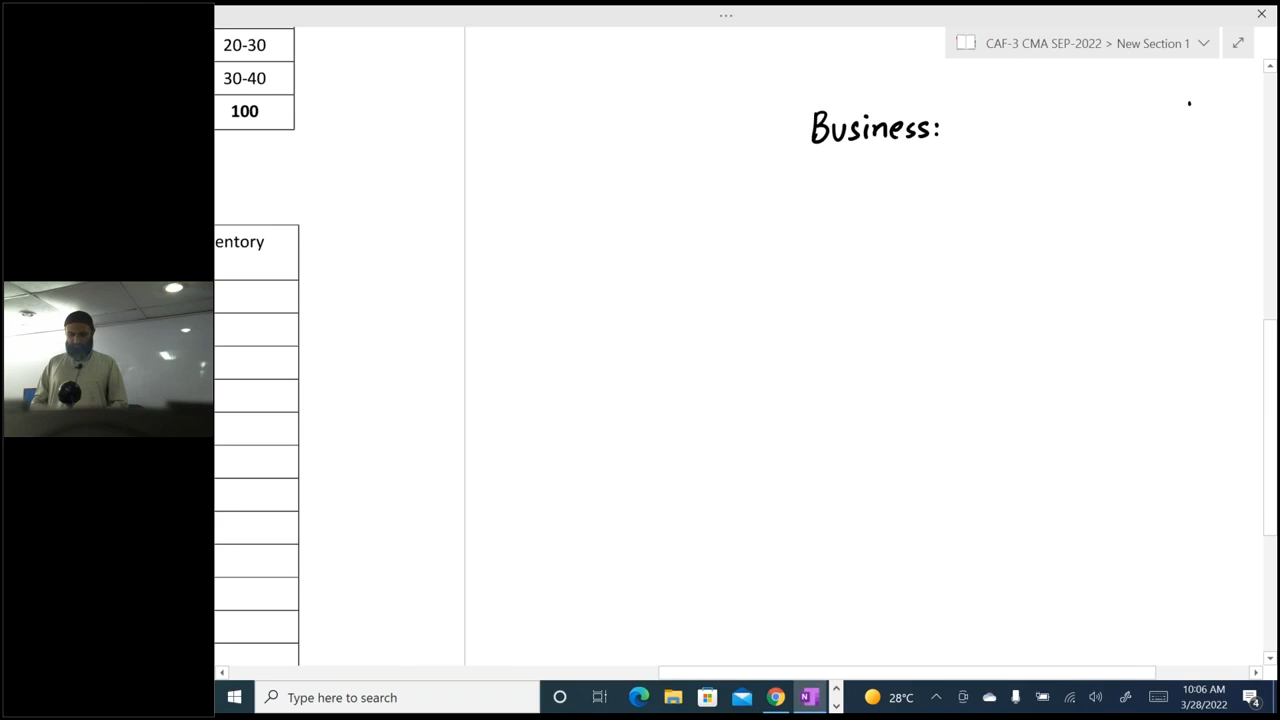 CAF-3 CMA SEP-2022 > New Section 1
20-30
30-40
100
Business:
entory
Type here to search
28°C
10:06 AM
3/28/2022
4